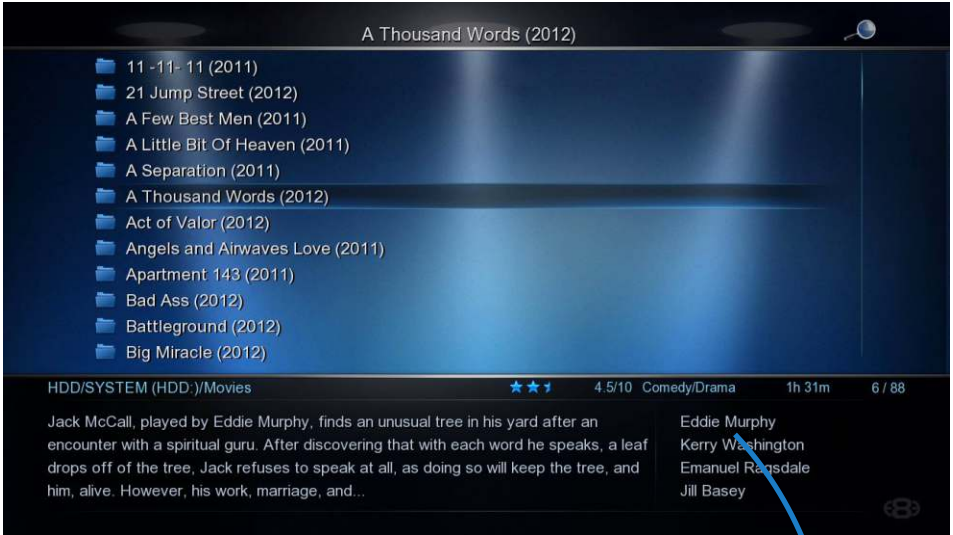 A Thousand Words (2012)
11 -11- 11 (2011)
21 Jump Street (2012)
A Few Best Men (2011)
A Little Bit Of Heaven (2011)
A Separation (2011)
A Thousand Words (2012)
Act of Valor (2012)
Angels and Airwaves Love (2011)
Apartment 143 (2011)
Bad Ass (2012)
Battleground (2012)
Big Miracle (2012)
HDD/SYSTEM (HDD:)/Movies 4.5/10 Comedy/Drama 1h 31m 6 / 88
Jack McCall, played by Eddie Murphy, finds an unusual tree in his yard after an
encounter with a spiritual guru. After discovering that with each word he speaks, a leaf
drops off of the tree, Jack refuses to speak at all, as doing so will keep the tree, and
him, alive. However, his work, marriage, and...
Eddie Murphy
Kerry Washington
Emanuel Ragsdale
Jill Basey